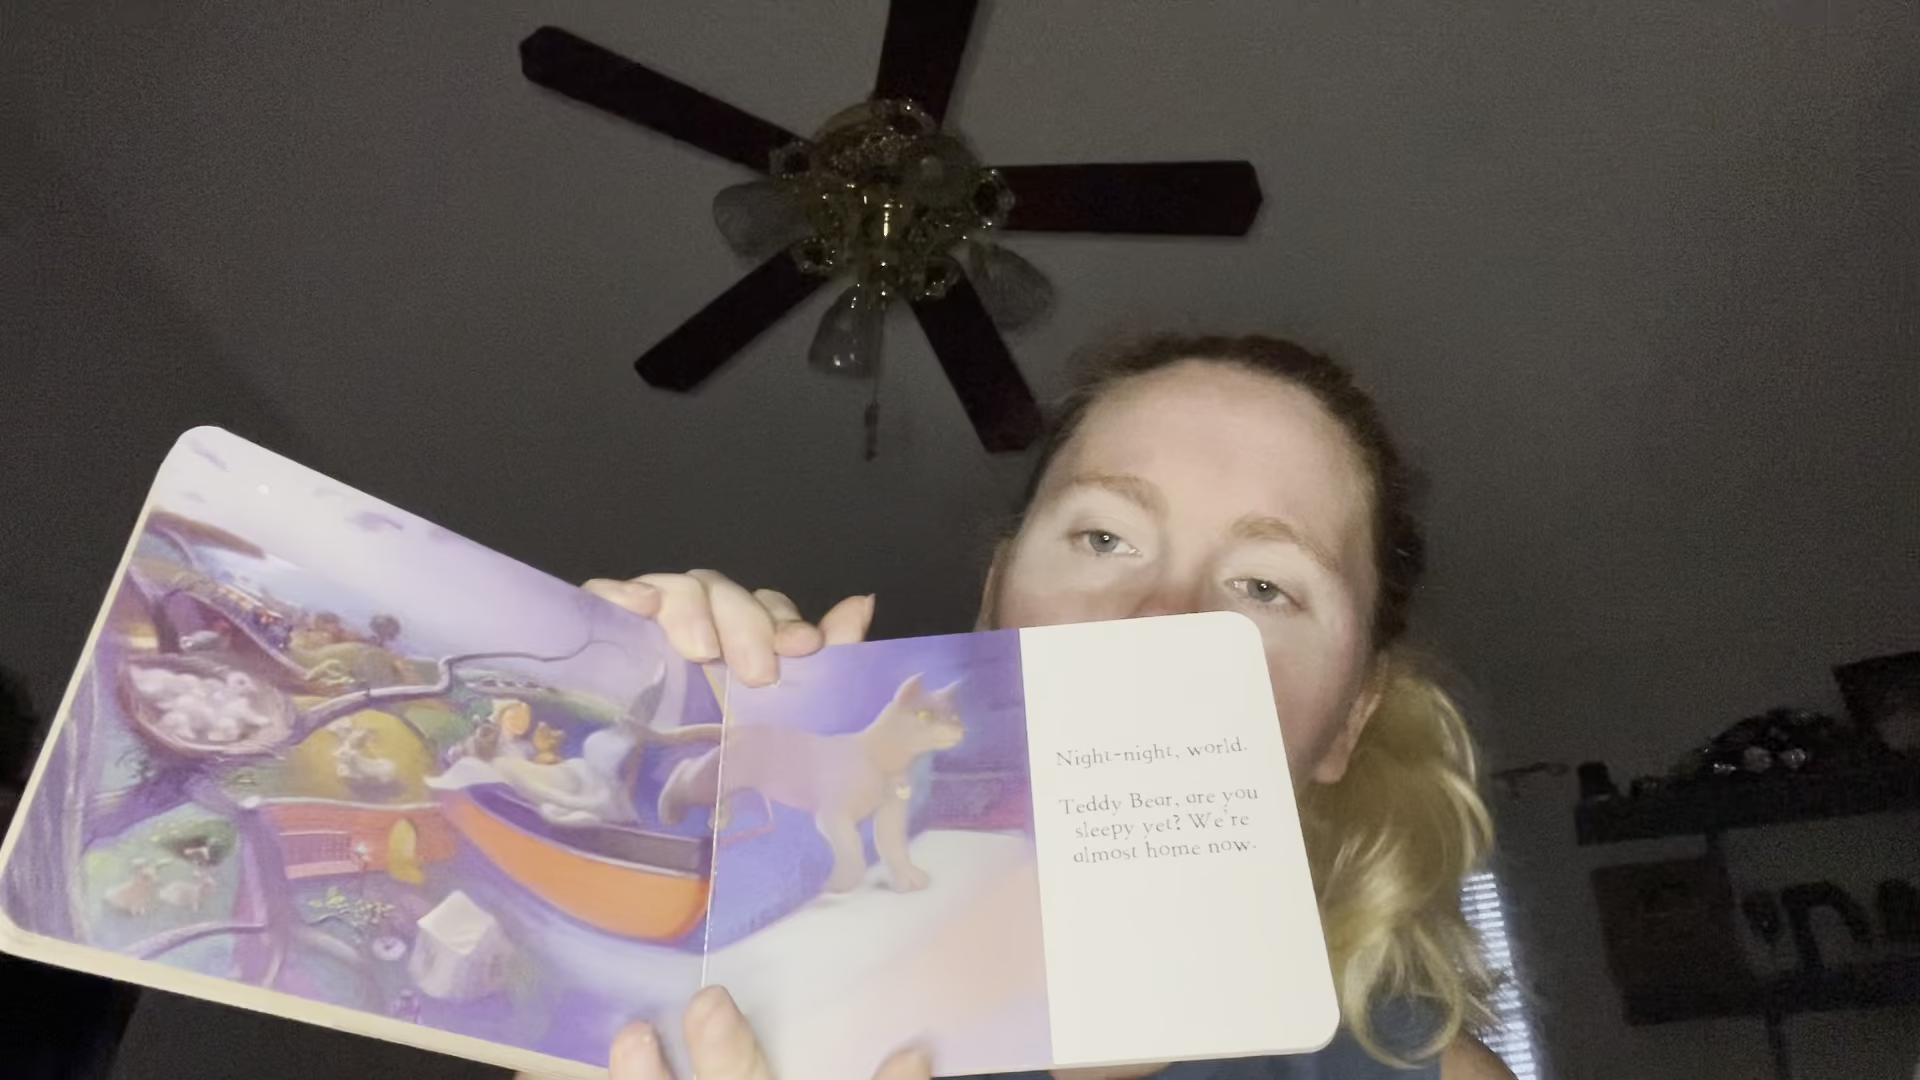 Night-night, world.
Teddy Bear, are you
sleepy yet? We're
almost home now.